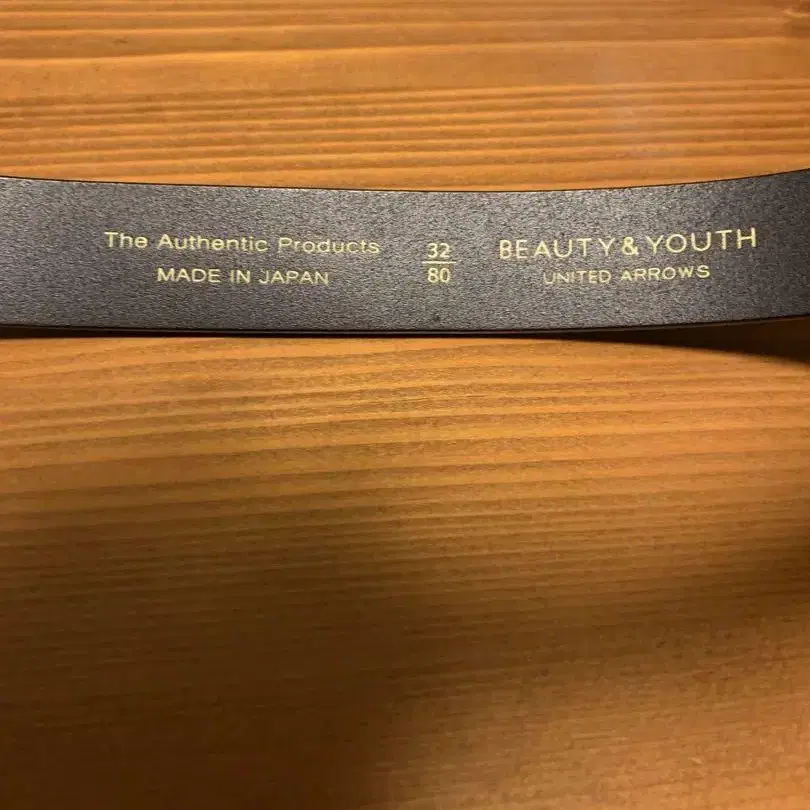 The Authentic Products
MADE IN JAPAN
32
80
BEAUTY & YOUTH
UNITED ARROWS